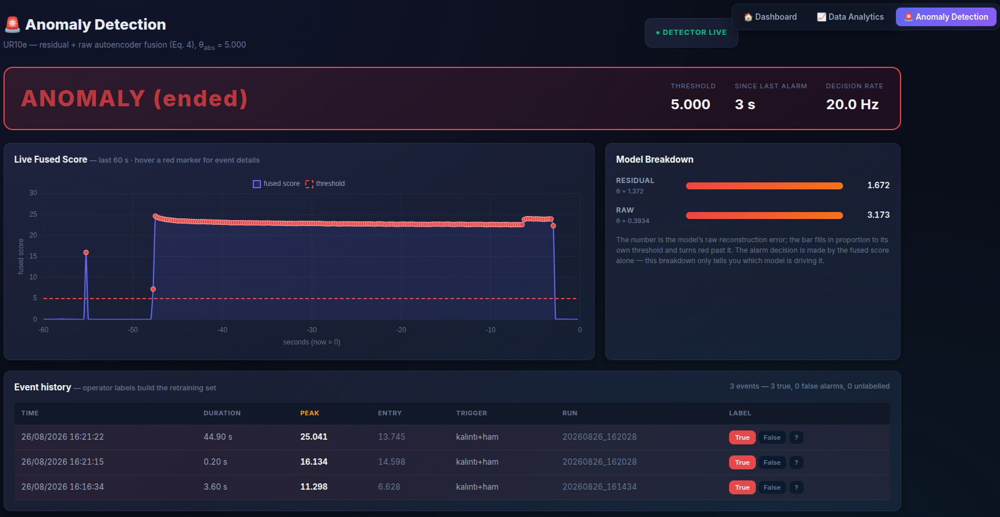 🚨 Anomaly Detection
UR10e — residual + raw autoencoder fusion (Eq. 4), θabs = 5.000
● DETECTOR LIVE
🏠 Dashboard
📈 Data Analytics
🚨 Anomaly Detection
ANOMALY (ended)
THRESHOLD
5.000
SINCE LAST ALARM
3 s
DECISION RATE
20.0 Hz
Live Fused Score — last 60 s · hover a red marker for event details
fused score
threshold
fused score
30
25
20
15
10
5
0
-60
-50
-40
-30
-20
-10
0
seconds (now = 0)
Model Breakdown
RESIDUAL
θ = 1.372
1.672
RAW
θ = 0.3934
3.173
The number is the model's raw reconstruction error; the bar fills in proportion to its
own threshold and turns red past it. The alarm decision is made by the fused score
alone — this breakdown only tells you which model is driving it.
Event history — operator labels build the retraining set
3 events — 3 true, 0 false alarms, 0 unlabelled
TIME DURATION PEAK ENTRY TRIGGER RUN LABEL
26/08/2026 16:21:22 44.90 s 25.041 13.745 kalıntı+ham 20260826_162028 True False ?
26/08/2026 16:21:15 0.20 s 16.134 14.598 kalıntı+ham 20260826_162028 True False ?
26/08/2026 16:16:34 3.60 s 11.298 6.628 kalıntı+ham 20260826_161434 True False ?